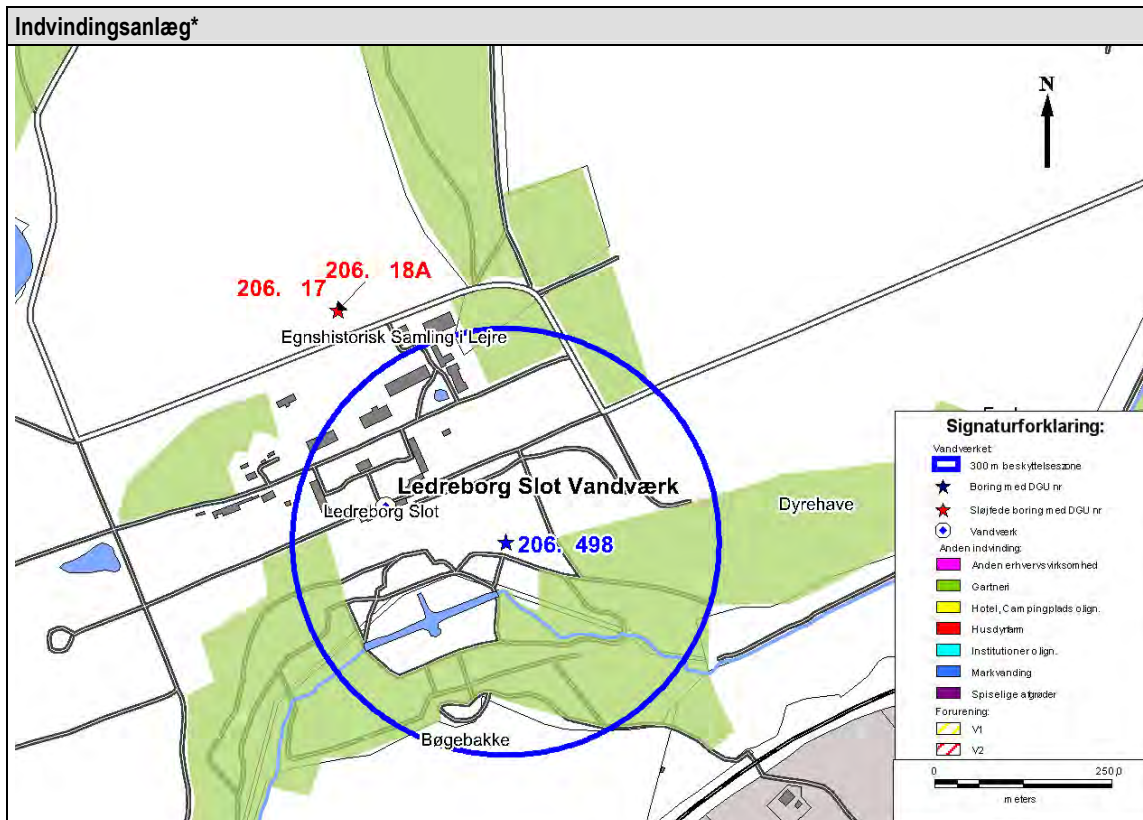 Indvindingsanlæg*
N
206. 18A
206. 17
Egnshistorisk Samling i Lejre
Ledreborg Slot Vandværk
Ledreborg Slot
Dyrehave
206. 498
Bøgebakke
Signaturforklaring:
Vandværket:
300 m beskyttelseszone
Boring med DGU nr
Sløjfede boring med DGU nr
Vandværk
Anden indvinding:
Anden erhvervsvirksomhed
Gartneri
Hotel, Campingplads o.lign.
Husdyrfarm
Institutioner o.lign.
Markvanding
Spiselige afgrøder
Forurening:
V1
V2
0 250,0
meters